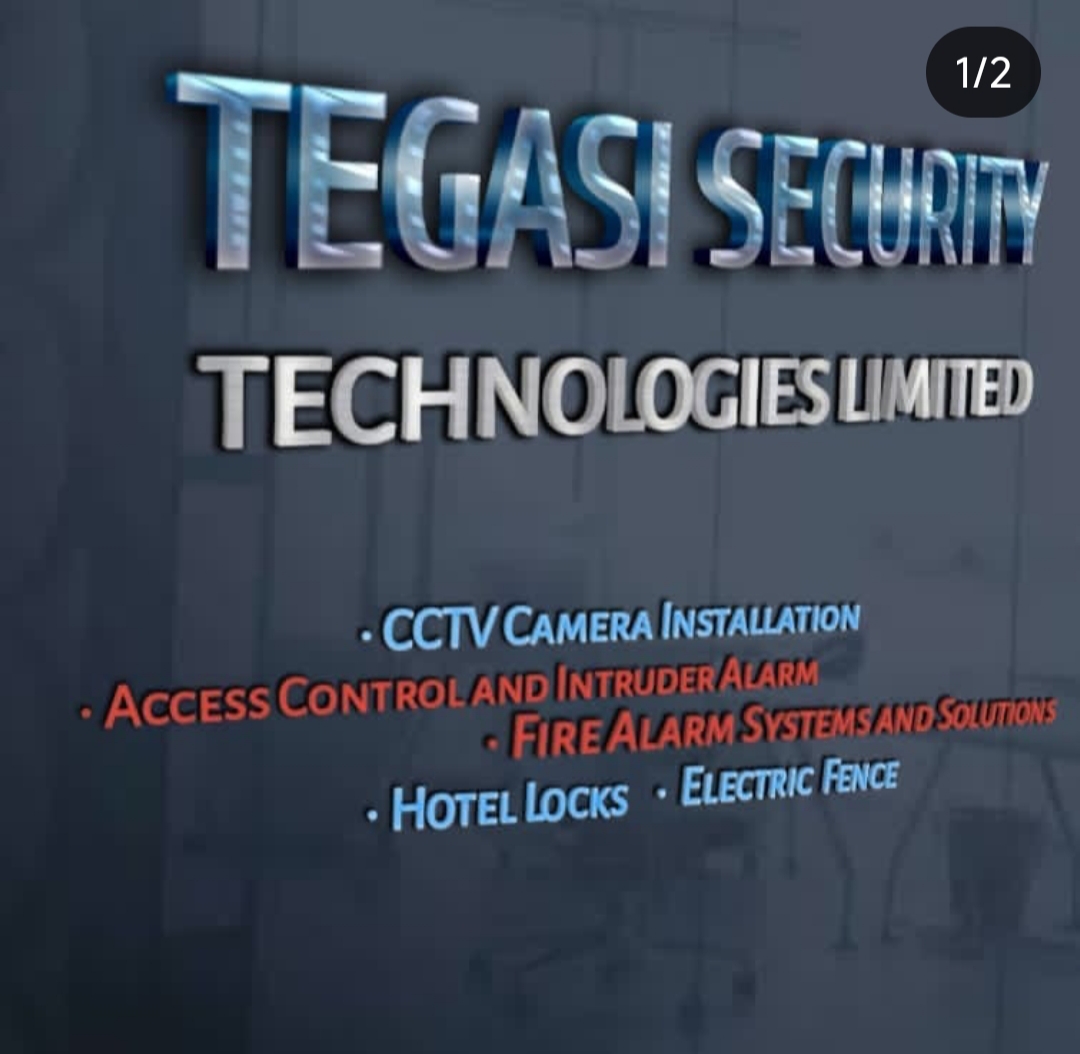 1/2
TEGASI SECURITY
TECHNOLOGIES LIMITED
· CCTV CAMERA INSTALLATION
· ACCESS CONTROL AND INTRUDER ALARM
· FIRE ALARM SYSTEMS AND SOLUTIONS
· HOTEL LOCKS · ELECTRIC FENCE